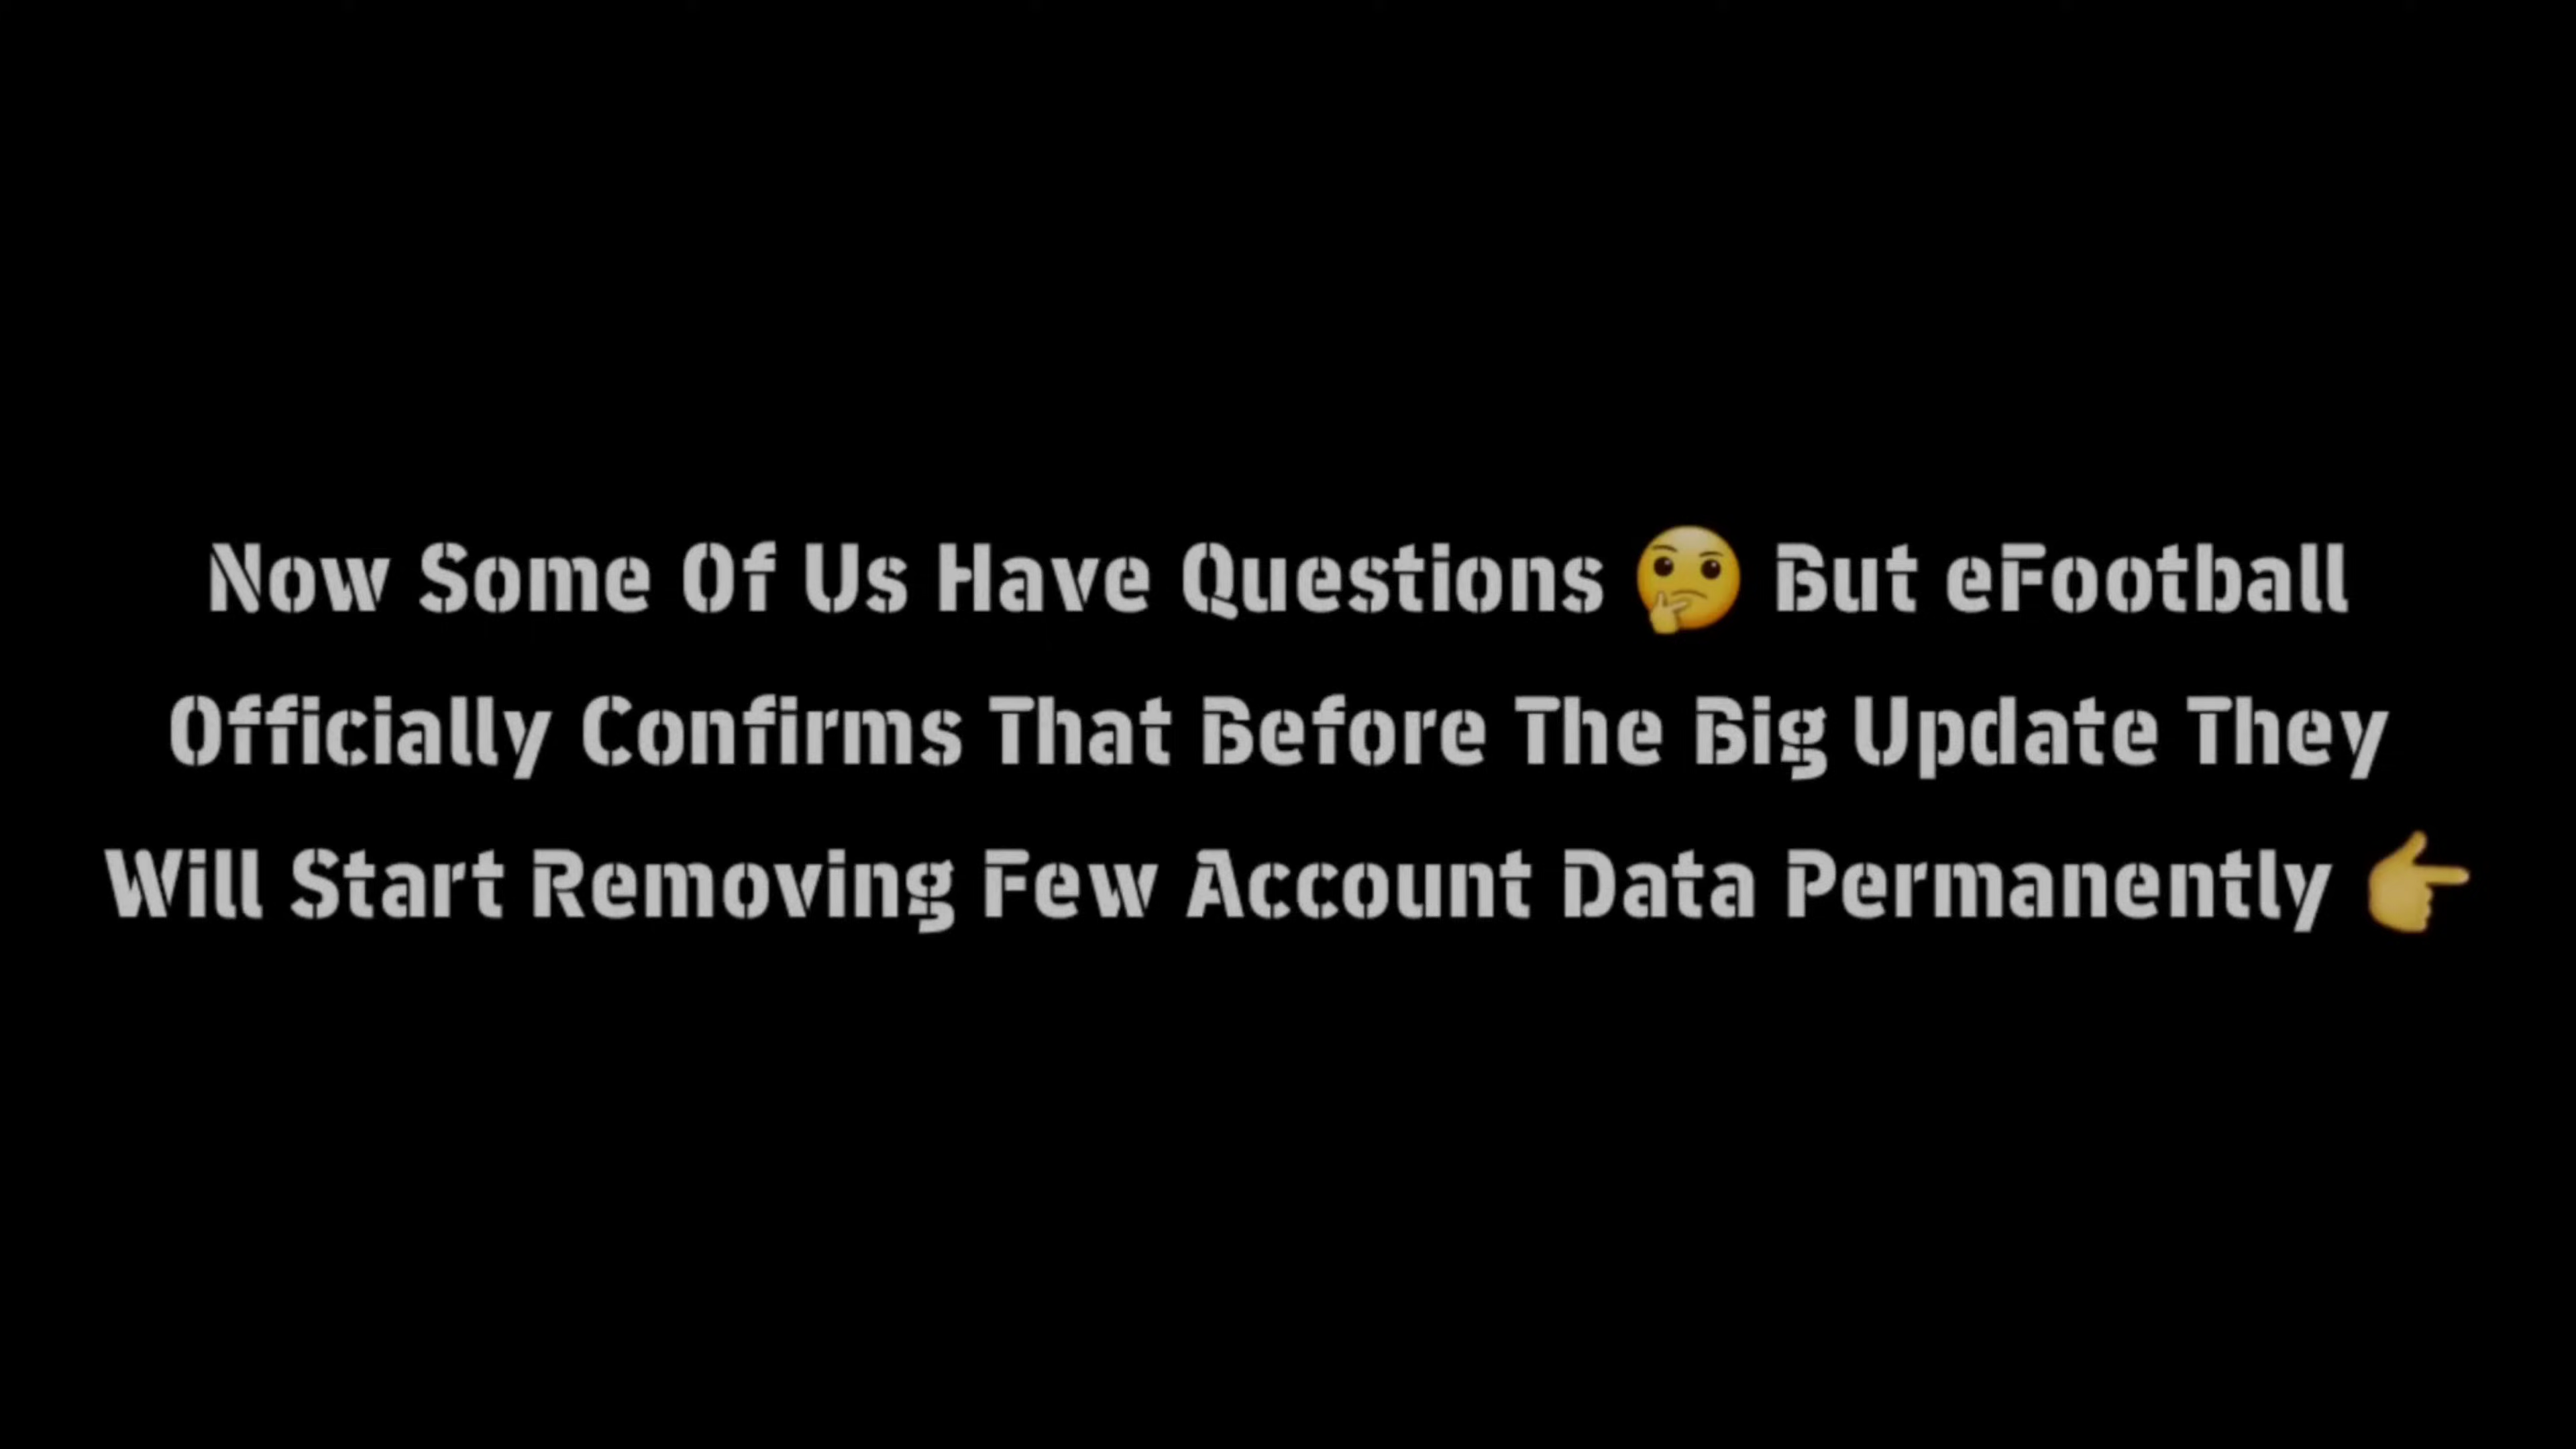 Now Some Of Us Have Questions 🤔 But eFootball
Officially Confirms That Before The Big Update They
Will Start Removing Few Account Data Permanently 👉